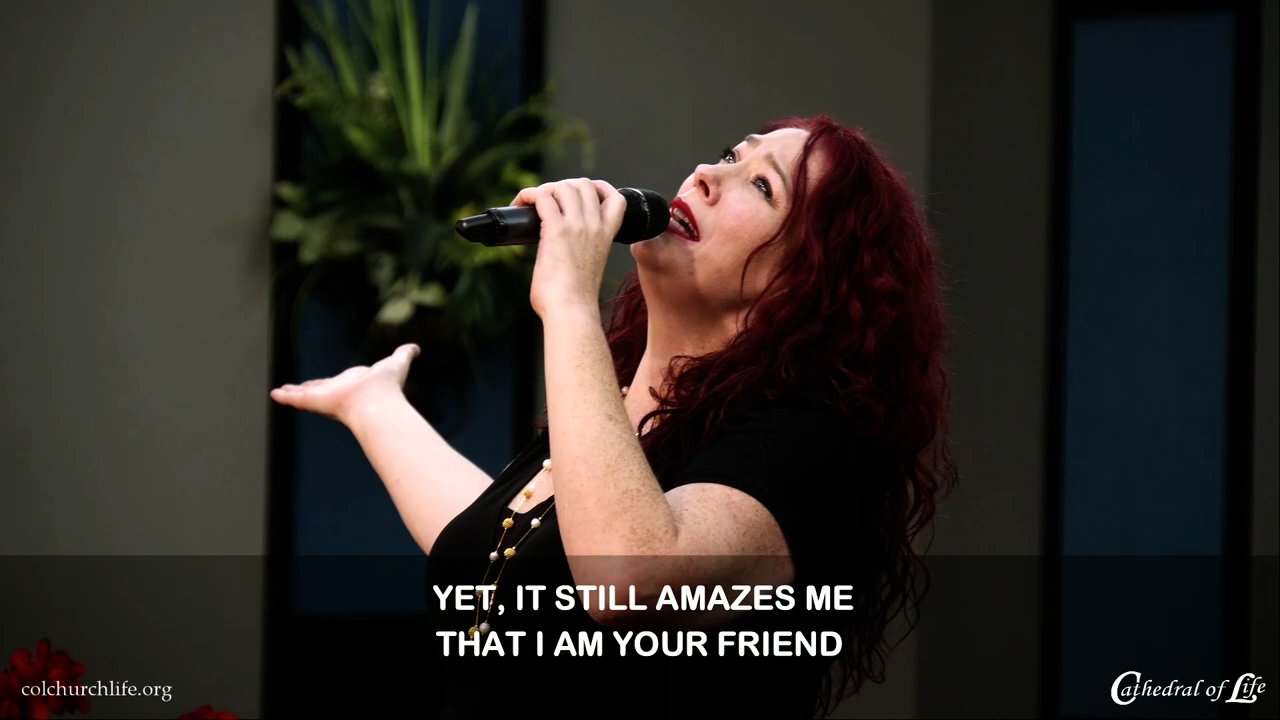 YET, IT STILL AMAZES ME
THAT I AM YOUR FRIEND
colchurchlife.org
Cathedral of Life